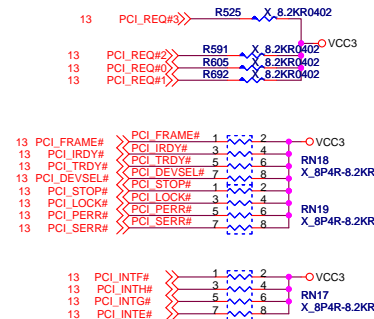 13 PCI_REQ#3 R525 X_8.2KR0402
VCC3
13 PCI_REQ#2 R591 X_8.2KR0402
13 PCI_REQ#0 R605 X_8.2KR0402
13 PCI_REQ#1 R692 X_8.2KR0402
13 PCI_FRAME# PCI_FRAME# 1 2 VCC3
13 PCI_IRDY# PCI_IRDY# 3 4
13 PCI_TRDY# PCI_TRDY# 5 6 RN18
13 PCI_DEVSEL# PCI_DEVSEL# 7 8 X_8P4R-8.2KR
13 PCI_STOP# PCI_STOP# 1 2
13 PCI_LOCK# PCI_LOCK# 3 4
13 PCI_PERR# PCI_PERR# 5 6 RN19
13 PCI_SERR# PCI_SERR# 7 8 X_8P4R-8.2KR
13 PCI_INTF# 1 2 VCC3
13 PCI_INTH# 3 4
13 PCI_INTG# 5 6 RN17
13 PCI_INTE# 7 8 X_8P4R-8.2KR